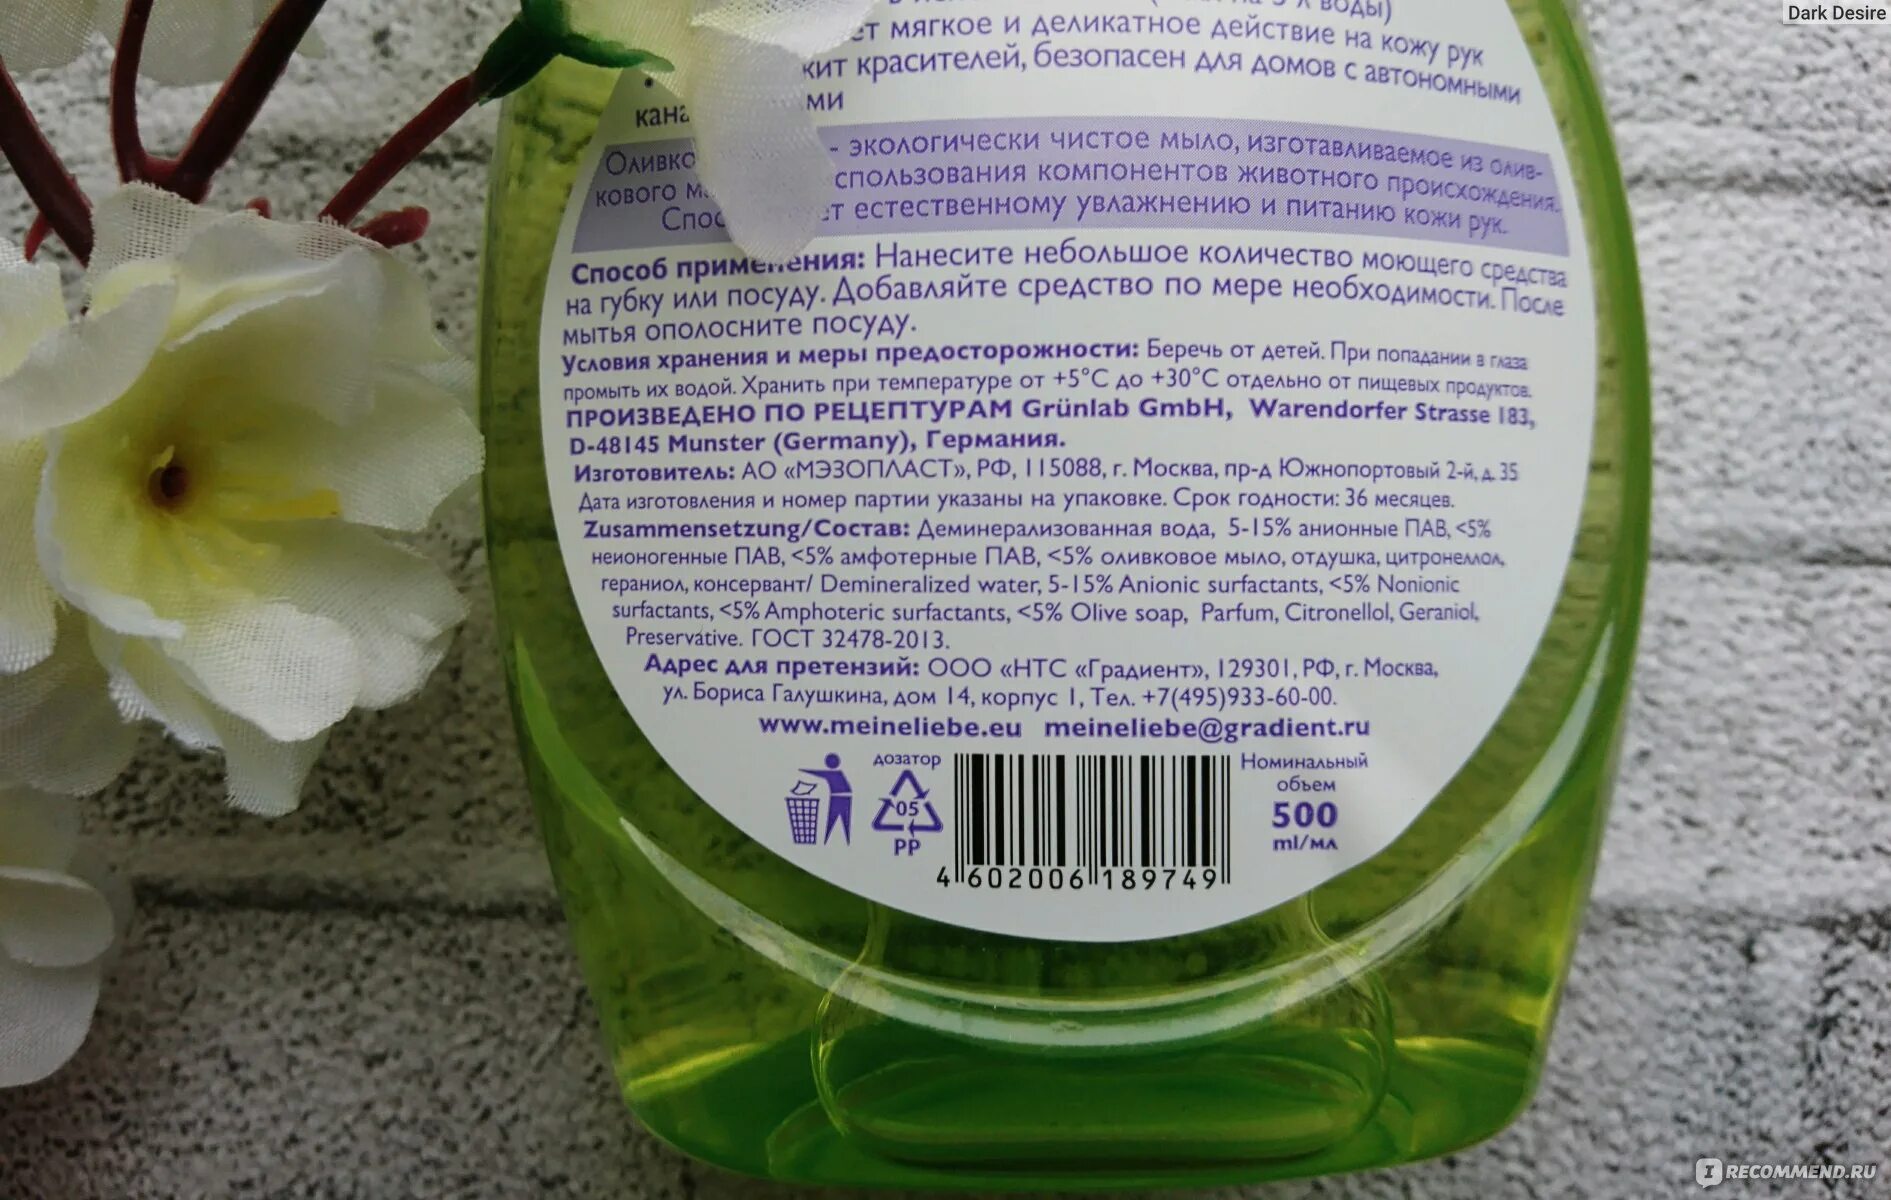 Dark Desire
воды)
мягкое и деликатное действие на кожу рук
красителей, безопасен для домов с автономными
- экологически чистое мыло, изготавливаемое из олив-
кового компонентов животного происхождения.
естественному увлажнению и питанию кожи рук.
Способ применения: Нанесите небольшое количество моющего средства
на губку или посуду. Добавляйте средство по мере необходимости. После
мытья ополосните посуду.
Условия хранения и меры предосторожности: Беречь от детей. При попадании в глаза
промыть их водой. Хранить при температуре от +5°С до +30°С отдельно от пищевых продуктов.
ПРОИЗВЕДЕНО ПО РЕЦЕПТУРАМ Grünlab GmbH, Warendorfer Strasse 183,
D-48145 Munster (Germany), Германия.
Изготовитель: АО «МЭЗОПЛАСТ», РФ, 115088, г. Москва, пр-д Южнопортовый 2-й, д. 35
Дата изготовления и номер партии указаны на упаковке. Срок годности: 36 месяцев.
Zusammensetzung/Состав: Деминерализованная вода, 5-15% анионные ПАВ, <5%
неионогенные ПАВ, <5% амфотерные ПАВ, <5% оливковое мыло, отдушка, цитронеллол,
гераниол, консервант/ Demineralized water, 5-15% Anionic surfactants, <5% Nonionic
surfactants, <5% Amphoteric surfactants, <5% Olive soap, Parfum, Citronellol, Geraniol,
Preservative. ГОСТ 32478-2013.
Адрес для претензий: ООО «НТС «Градиент», 129301, РФ, г. Москва,
ул. Бориса Галушкина, дом 14, корпус 1, Тел. +7(495)933-60-00.
www.meineliebe.eu meineliebe@gradient.ru
дозатор
05
PP
4 602006 189749
Номинальный
объем
500
ml/мл
IRECOMMEND.RU